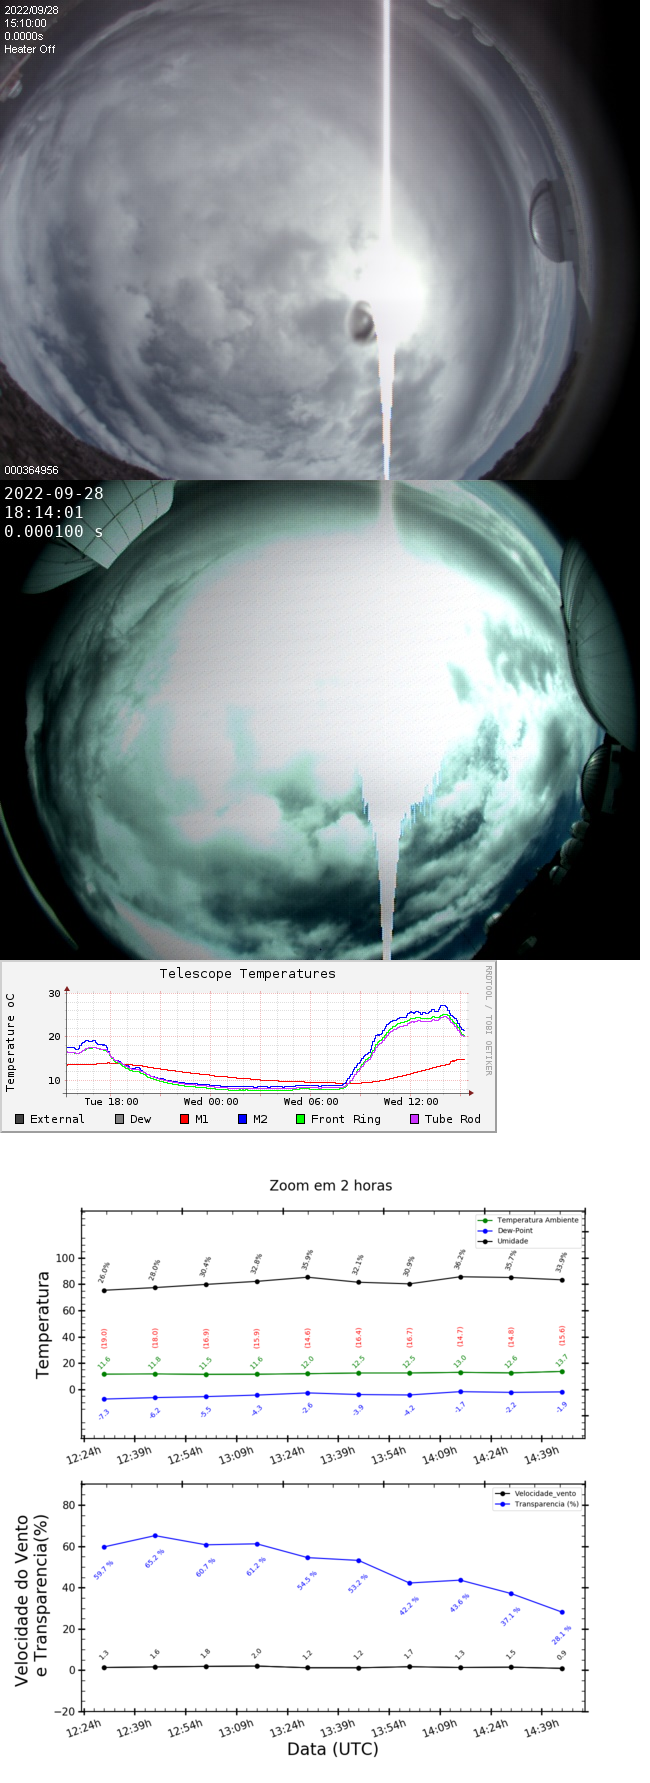 2022/09/28
15:10:00
0.0000s
Heater Off
000364956
2022-09-28
18:14:01
0.000100 s
Telescope Temperatures
RRDTOOL / TOBI OETIKER
Temperature oC
30
20
10
Tue 18:00 Wed 00:00 Wed 06:00 Wed 12:00
External Dew M1 M2 Front Ring Tube Rod
Zoom em 2 horas
Temperatura Ambiente
Dew-Point
Umidade
Temperatura
100
80
60
40
20
0
26.0% 28.0% 30.4% 32.8% 35.9% 32.1% 30.9% 36.2% 35.7% 33.9%
(19.0) (18.0) (16.9) (15.9) (14.6) (16.4) (16.7) (14.7) (14.8) (15.6)
11.6 11.8 11.5 11.6 12.0 12.5 12.5 13.0 12.6 13.7
-7.3 -6.2 -5.5 -4.3 -2.6 -3.9 -4.2 -1.7 -2.2 -1.9
12:24h 12:39h 12:54h 13:09h 13:24h 13:39h 13:54h 14:09h 14:24h 14:39h
Velocidade_vento
Transparencia (%)
Velocidade do Vento
e Transparencia(%)
80
60
40
20
0
−20
59.7 % 65.2 % 60.7 % 61.2 % 54.5 % 53.2 % 42.2 % 43.6 % 37.1 % 28.1 %
1.3 1.6 1.8 2.0 1.2 1.2 1.7 1.3 1.5 0.9
12:24h 12:39h 12:54h 13:09h 13:24h 13:39h 13:54h 14:09h 14:24h 14:39h
Data (UTC)